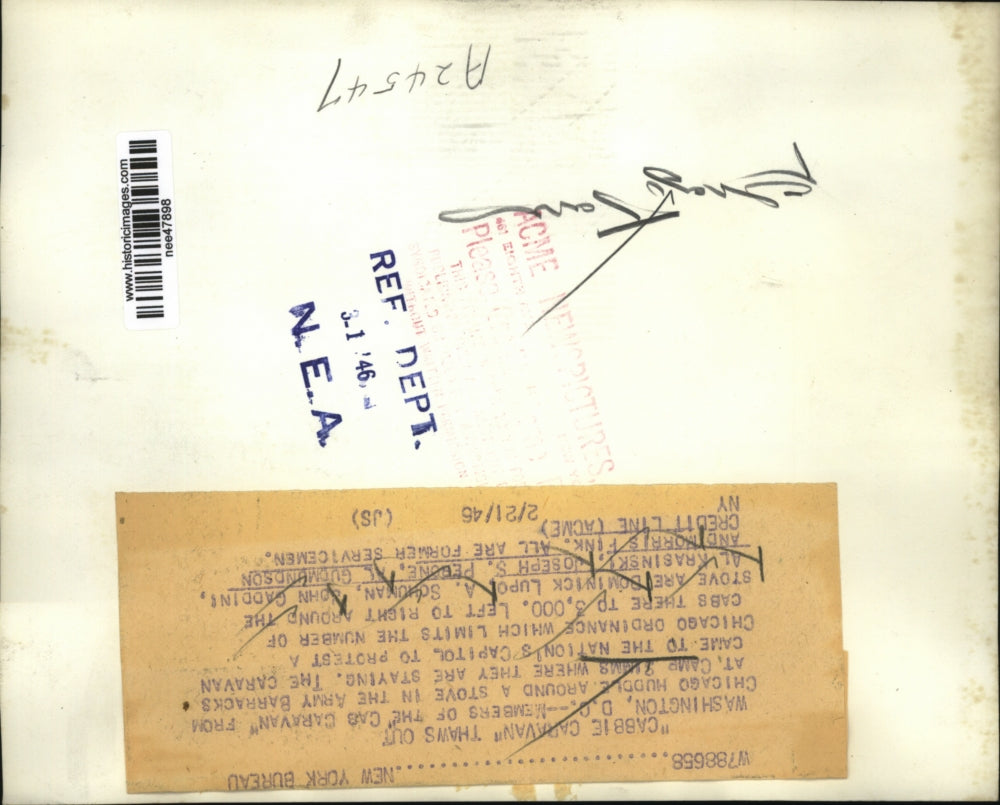 A24547
www.historicimages.com
nee47898
ACME NEWSPICTURES,
REF. DEPT.
3-1 '46
N.E.A.
W788658 NEW YORK BUREAU
"CABBIE CARAVAN" THAWS OUT
WASHINGTON, D.C.--MEMBERS OF THE "CAB CARAVAN" FROM
CHICAGO HUDDLE AROUND A STOVE IN THE ARMY BARRACKS
AT CAMP SIMMS WHERE THEY ARE STAYING. THE CARAVAN
CAME TO THE NATION'S CAPITOL TO PROTEST A
CHICAGO ORDINANCE WHICH LIMITS THE NUMBER OF
CABS THERE TO 3,000. LEFT TO RIGHT AROUND THE
STOVE ARE DOMINICK LUPO, A. SCHUMAN, JOHN GADDINI,
AL KRASINSKI, JOSEPH S. PERONE, L. GUDMUNDSON
AND MORRIS FINK. ALL ARE FORMER SERVICEMEN.
CREDIT LINE (ACME)
NY 2/21/46 (JS)